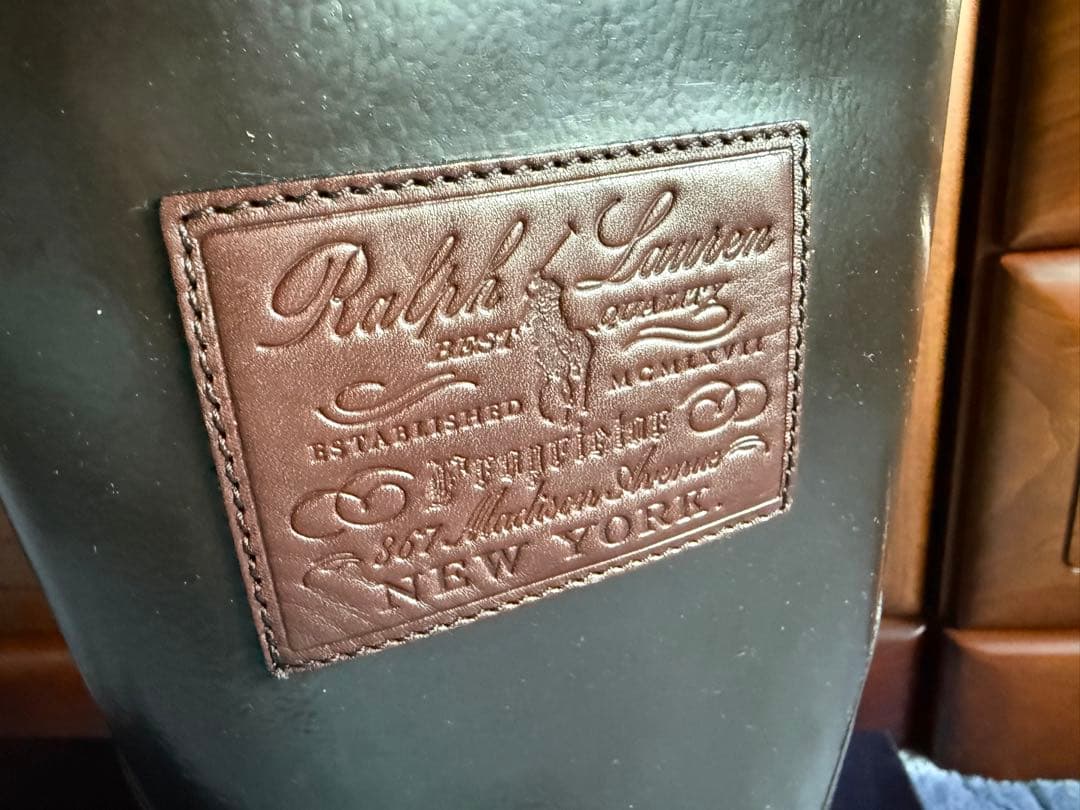 Ralph Lauren
BEST QUALITY
ESTABLISHED MCMLXVII
Proprietor
867 Madison Avenue
NEW YORK.